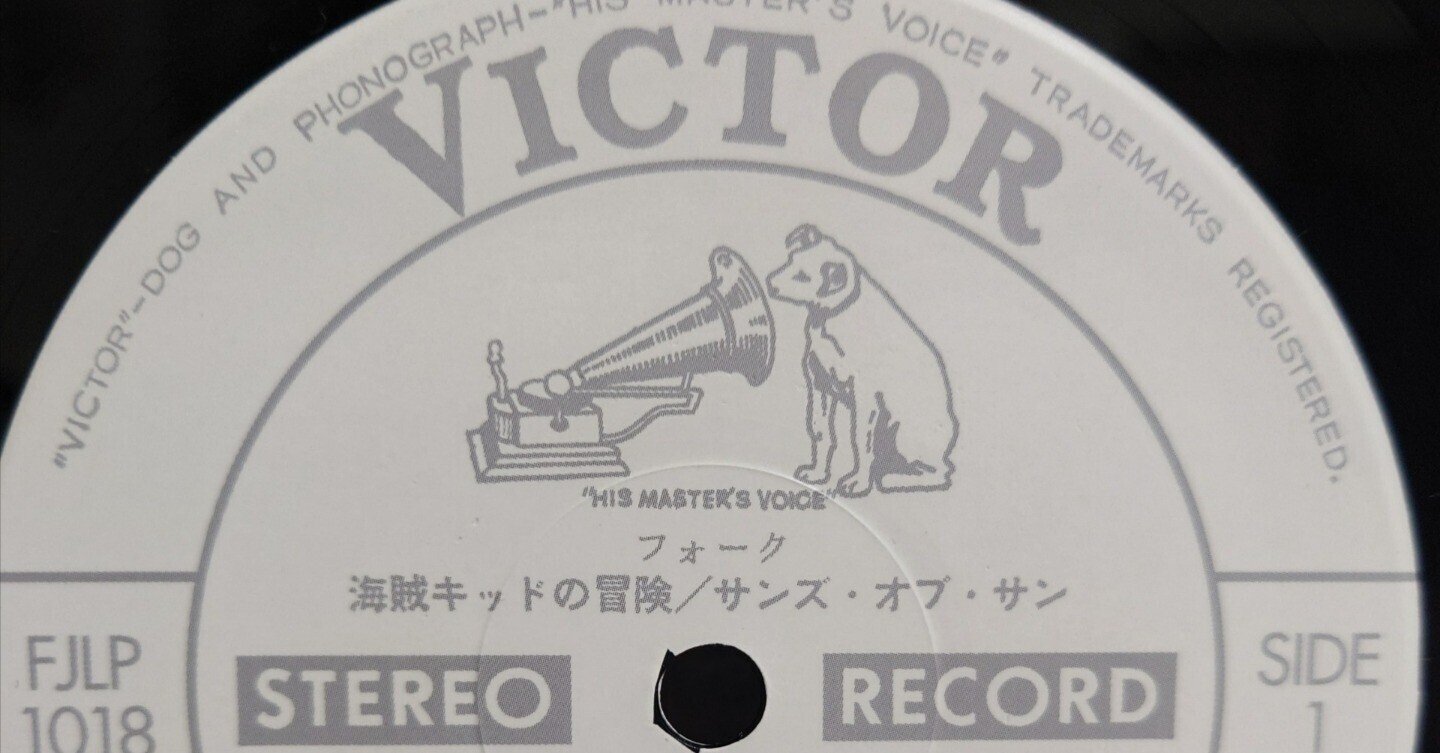 "VICTOR"-DOG AND PHONOGRAPH-"HIS MASTER'S VOICE" TRADEMARKS REGISTERED.
VICTOR
"HIS MASTER'S VOICE"
フォーク
海賊キッドの冒険/サンズ・オブ・サン
FJLP
1018
STEREO
RECORD
SIDE
1